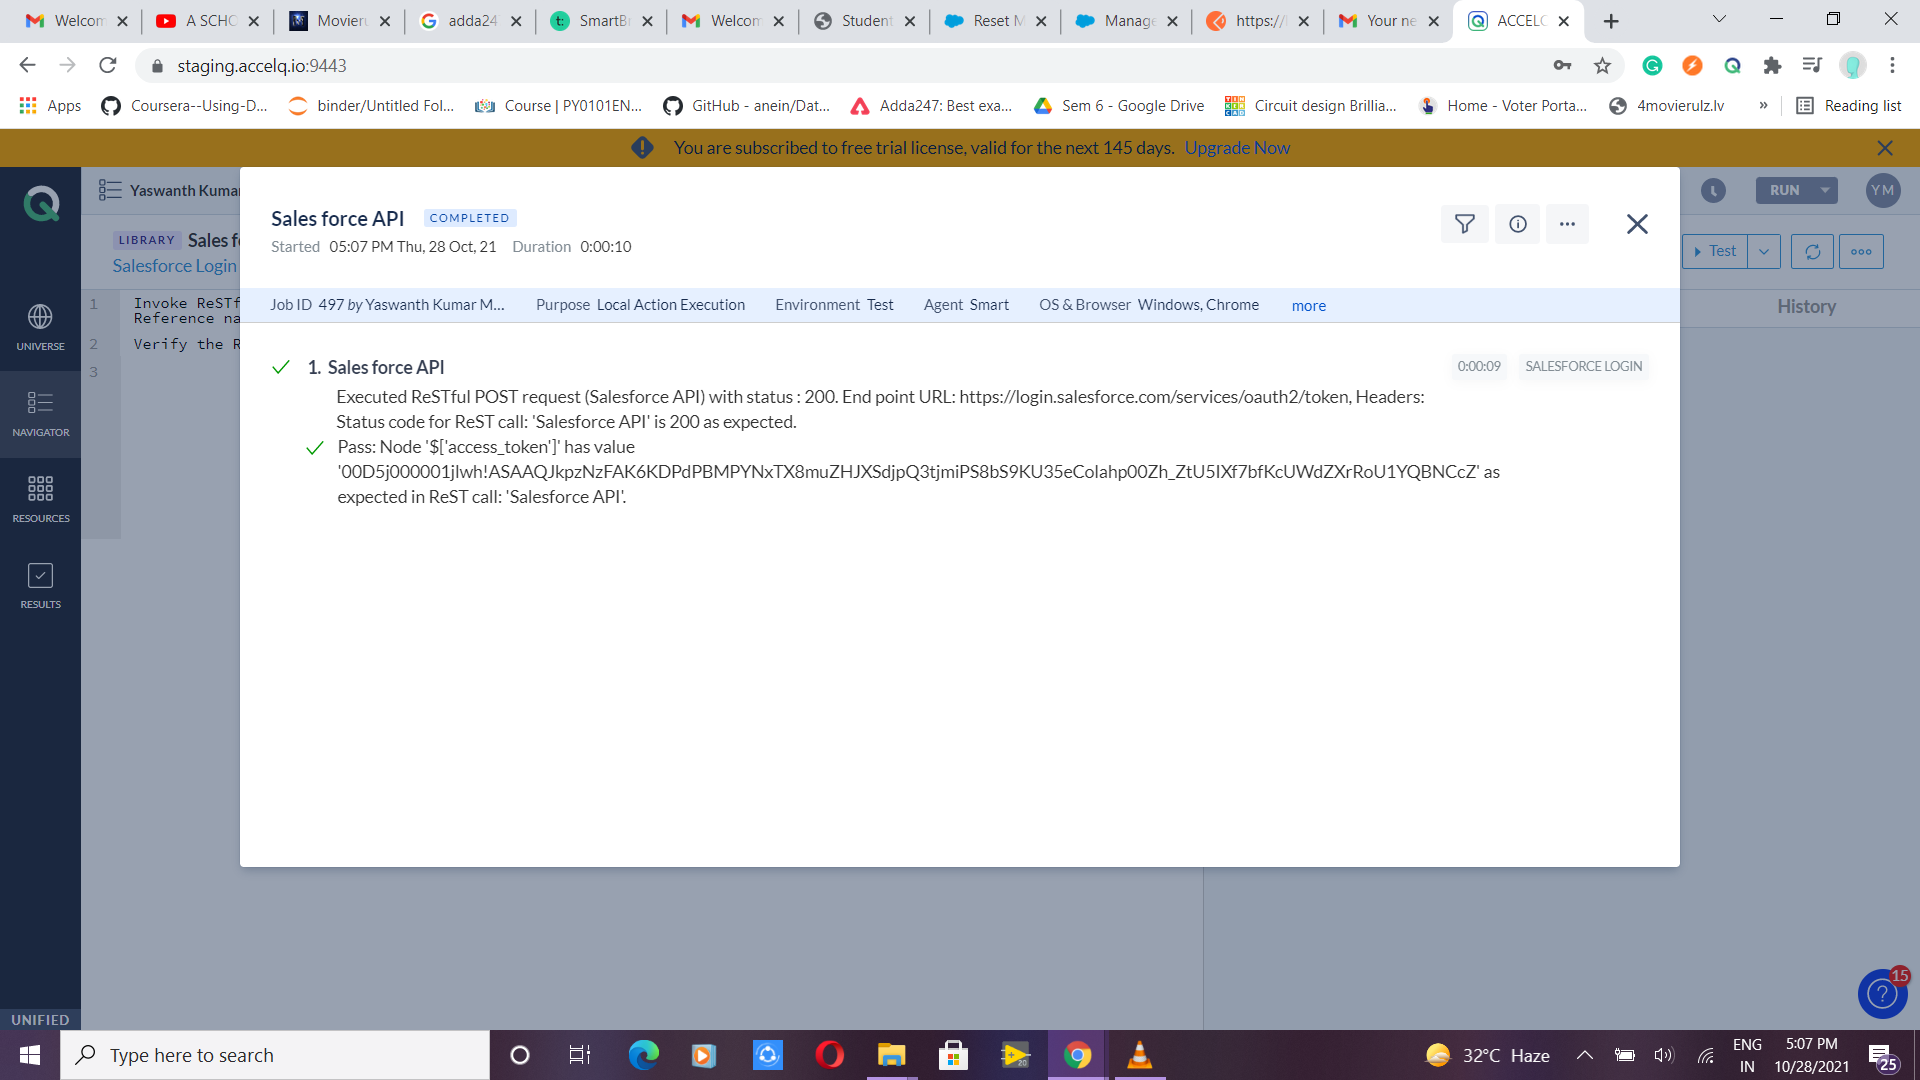 Welcom
A SCHO
Movieru
adda24
SmartBr
Welcom
Student
Reset M
Manage
https://l
Your ne
ACCELQ
staging.accelq.io:9443
Apps
Coursera--Using-D...
binder/Untitled Fol...
Course | PY0101EN...
GitHub - anein/Dat...
Adda247: Best exa...
Sem 6 - Google Drive
Circuit design Brillia...
Home - Voter Porta...
4movierulz.lv
»
Reading list
You are subscribed to free trial license, valid for the next 145 days. Upgrade Now
Yaswanth Kumar
RUN
YM
LIBRARY Sales f
Salesforce Login
Test
Sales force API COMPLETED
Started 05:07 PM Thu, 28 Oct, 21 Duration 0:00:10
Job ID 497 by Yaswanth Kumar M... Purpose Local Action Execution Environment Test Agent Smart OS & Browser Windows, Chrome more
History
1 Invoke ReSTf
Reference na
2 Verify the R
3
UNIVERSE
NAVIGATOR
RESOURCES
RESULTS
UNIFIED
1. Sales force API
0:00:09 SALESFORCE LOGIN
Executed ReSTful POST request (Salesforce API) with status : 200. End point URL: https://login.salesforce.com/services/oauth2/token, Headers:
Status code for ReST call: 'Salesforce API' is 200 as expected.
Pass: Node '$['access_token']' has value
'00D5j000001jlwh!ASAAQJkpzNzFAK6KDPdPBMPYNxTX8muZHJXSdjpQ3tjmiPS8bS9KU35eColahp00Zh_ZtU5IXf7bfKcUWdZXrRoU1YQBNCcZ' as
expected in ReST call: 'Salesforce API'.
15
Type here to search
20
32°C Haze
ENG
IN
5:07 PM
10/28/2021
25